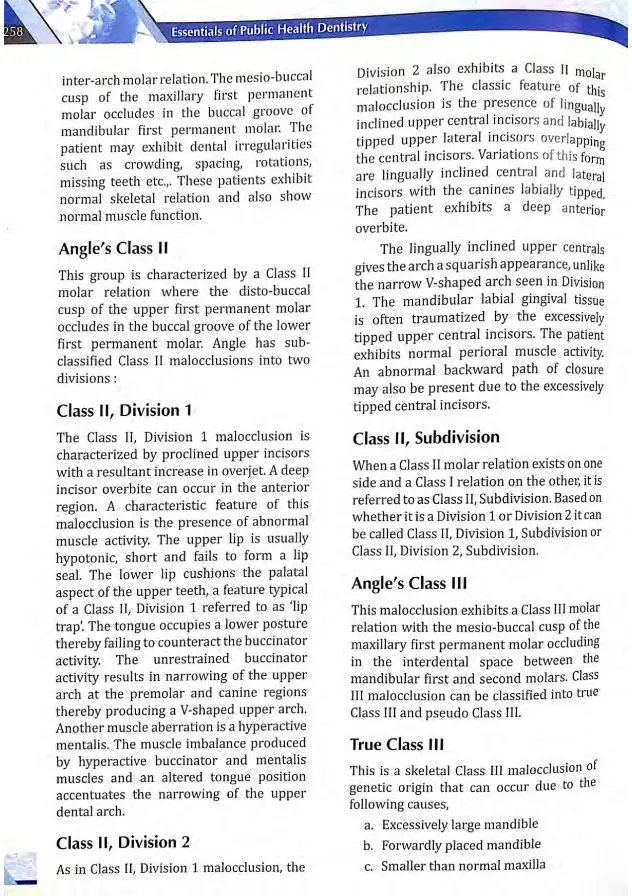 258
Essentials of Public Health Dentistry
inter-arch molar relation. The mesio-buccal
cusp of the maxillary first permanent
molar occludes in the buccal groove of
mandibular first permanent molar. The
patient may exhibit dental irregularities
such as crowding, spacing, rotations,
missing teeth etc.,. These patients exhibit
normal skeletal relation and also show
normal muscle function.
Angle's Class II
This group is characterized by a Class II
molar relation where the disto-buccal
cusp of the upper first permanent molar
occludes in the buccal groove of the lower
first permanent molar. Angle has sub-
classified Class II malocclusions into two
divisions :
Class II, Division 1
The Class II, Division 1 malocclusion is
characterized by proclined upper incisors
with a resultant increase in overjet. A deep
incisor overbite can occur in the anterior
region. A characteristic feature of this
malocclusion is the presence of abnormal
muscle activity. The upper lip is usually
hypotonic, short and fails to form a lip
seal. The lower lip cushions the palatal
aspect of the upper teeth, a feature typical
of a Class II, Division 1 referred to as 'lip
trap'. The tongue occupies a lower posture
thereby failing to counteract the buccinator
activity. The unrestrained buccinator
activity results in narrowing of the upper
arch at the premolar and canine regions
thereby producing a V-shaped upper arch.
Another muscle aberration is a hyperactive
mentalis. The muscle imbalance produced
by hyperactive buccinator and mentalis
muscles and an altered tongue position
accentuates the narrowing of the upper
dental arch.
Class II, Division 2
As in Class II, Division 1 malocclusion, the
Division 2 also exhibits a Class II molar
relationship. The classic feature of this
malocclusion is the presence of lingually
inclined upper central incisors and labially
tipped upper lateral incisors overlapping
the central incisors. Variations of this form
are lingually inclined central and lateral
incisors with the canines labially tipped.
The patient exhibits a deep anterior
overbite.
The lingually inclined upper centrals
gives the arch a squarish appearance, unlike
the narrow V-shaped arch seen in Division
1. The mandibular labial gingival tissue
is often traumatized by the excessively
tipped upper central incisors. The patient
exhibits normal perioral muscle activity.
An abnormal backward path of closure
may also be present due to the excessively
tipped central incisors.
Class II, Subdivision
When a Class II molar relation exists on one
side and a Class I relation on the other, it is
referred to as Class II, Subdivision. Based on
whether it is a Division 1 or Division 2 it can
be called Class II, Division 1, Subdivision or
Class II, Division 2, Subdivision.
Angle's Class III
This malocclusion exhibits a Class III molar
relation with the mesio-buccal cusp of the
maxillary first permanent molar occluding
in the interdental space between the
mandibular first and second molars. Class
III malocclusion can be classified into true
Class III and pseudo Class III.
True Class III
This is a skeletal Class III malocclusion of
genetic origin that can occur due to the
following causes,
a. Excessively large mandible
b. Forwardly placed mandible
c. Smaller than normal maxilla